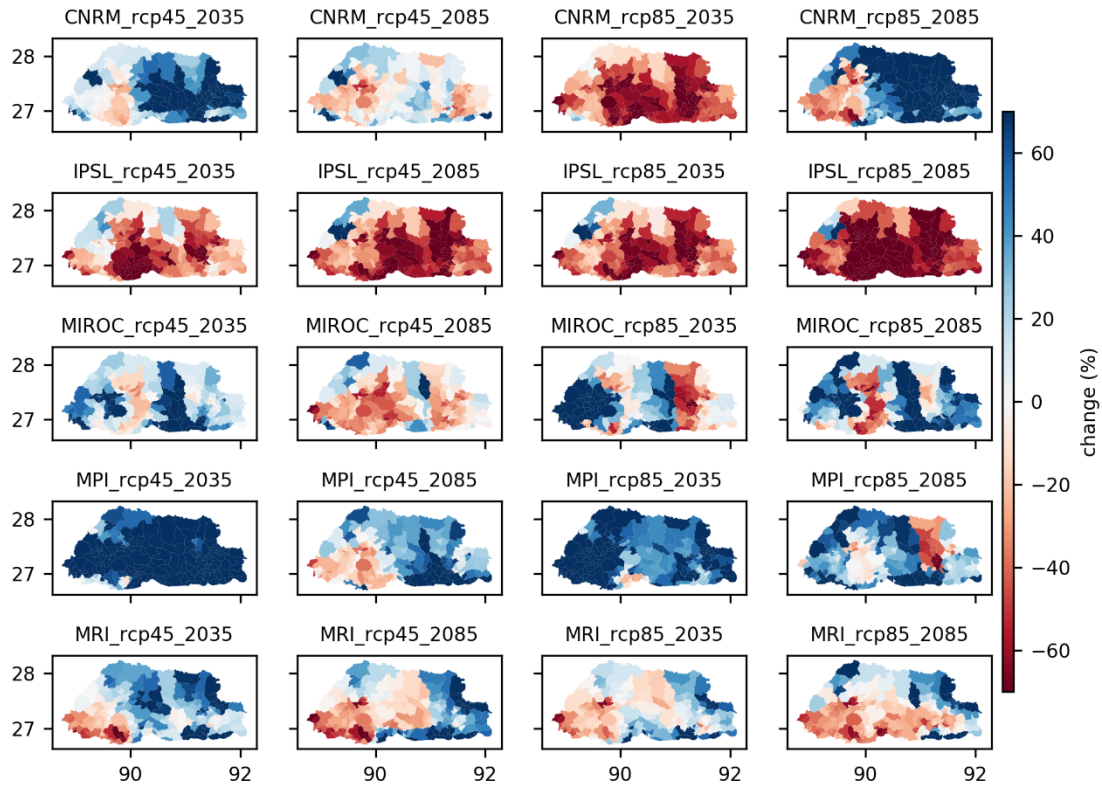 CNRM_rcp45_2035 CNRM_rcp45_2085 CNRM_rcp85_2035 CNRM_rcp85_2085
28
27
IPSL_rcp45_2035 IPSL_rcp45_2085 IPSL_rcp85_2035 IPSL_rcp85_2085
28
27
MIROC_rcp45_2035 MIROC_rcp45_2085 MIROC_rcp85_2035 MIROC_rcp85_2085
28
27
MPI_rcp45_2035 MPI_rcp45_2085 MPI_rcp85_2035 MPI_rcp85_2085
28
27
MRI_rcp45_2035 MRI_rcp45_2085 MRI_rcp85_2035 MRI_rcp85_2085
28
27
90 92 90 92 90 92 90 92
60
40
20
0
−20
−40
−60
change (%)